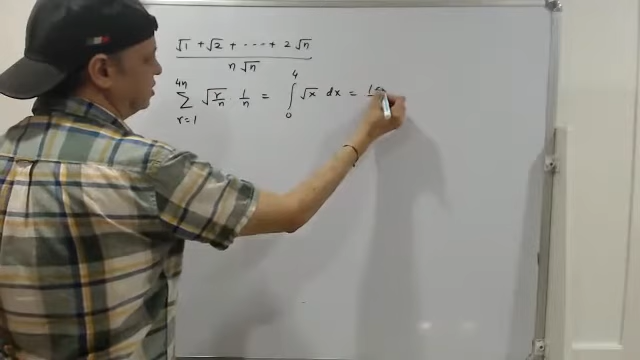 √1 + √2 + ... + 2√n
n√n
4n
∑ √(r/n) · 1/n = ∫₀⁴ √x dx =
r=1